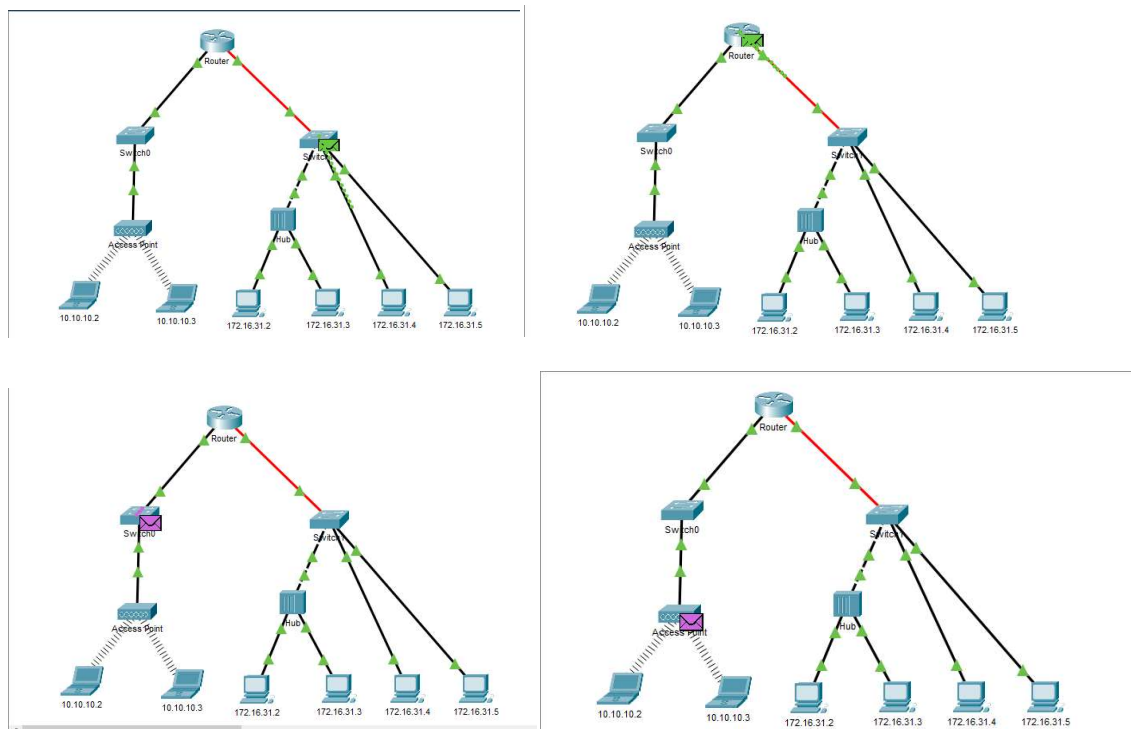 Router
Switch0
Switch1
Access Point
Hub
10.10.10.2
10.10.10.3
172.16.31.2
172.16.31.3
172.16.31.4
172.16.31.5
Router
Switch0
Switch1
Access Point
Hub
10.10.10.2
10.10.10.3
172.16.31.2
172.16.31.3
172.16.31.4
172.16.31.5
Router
Switch0
Switch1
Access Point
Hub
10.10.10.2
10.10.10.3
172.16.31.2
172.16.31.3
172.16.31.4
172.16.31.5
Router
Switch0
Switch1
Access Point
Hub
10.10.10.2
10.10.10.3
172.16.31.2
172.16.31.3
172.16.31.4
172.16.31.5